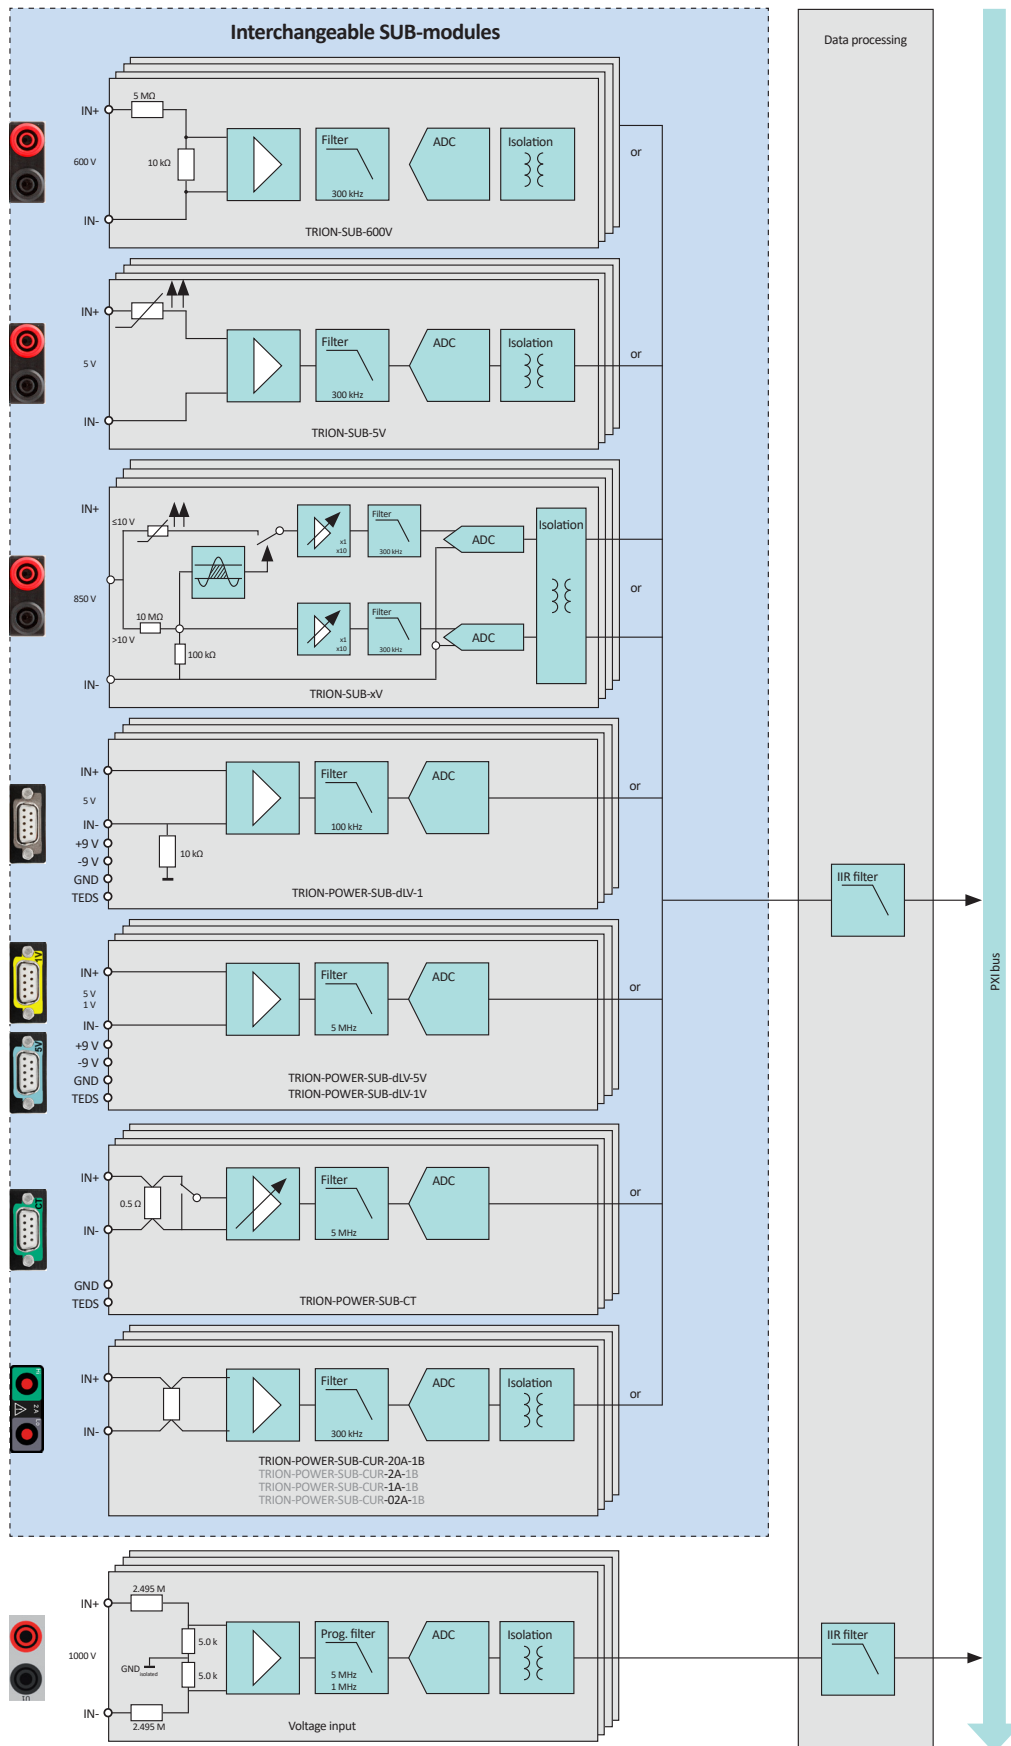 Interchangeable SUB-modules
Data processing
5 MΩ
IN+
600 V
10 kΩ
IN-
Filter
300 kHz
ADC
Isolation
or
TRION-SUB-600V
IN+
5 V
IN-
Filter
300 kHz
ADC
Isolation
or
TRION-SUB-5V
IN+
≤10 V
850 V
10 MΩ
>10 V
100 kΩ
IN-
x1
x10
Filter
300 kHz
ADC
x1
x10
Filter
300 kHz
ADC
Isolation
or
or
TRION-SUB-xV
IN+
5 V
IN-
+9 V
-9 V
GND
TEDS
10 kΩ
Filter
100 kHz
ADC
or
TRION-POWER-SUB-dLV-1
IIR filter
PXI bus
1V
5V
IN+
5 V
1 V
IN-
+9 V
-9 V
GND
TEDS
Filter
5 MHz
ADC
or
TRION-POWER-SUB-dLV-5V
TRION-POWER-SUB-dLV-1V
CT
IN+
0.5 Ω
IN-
GND
TEDS
Filter
5 MHz
ADC
or
TRION-POWER-SUB-CT
2 A
IN+
IN-
Filter
300 kHz
ADC
Isolation
or
TRION-POWER-SUB-CUR-20A-1B
TRION-POWER-SUB-CUR-2A-1B
TRION-POWER-SUB-CUR-1A-1B
TRION-POWER-SUB-CUR-02A-1B
2.495 M
IN+
1000 V
5.0 k
GND
isolated
5.0 k
IN-
2.495 M
Prog. filter
5 MHz
1 MHz
ADC
Isolation
Voltage input
IIR filter